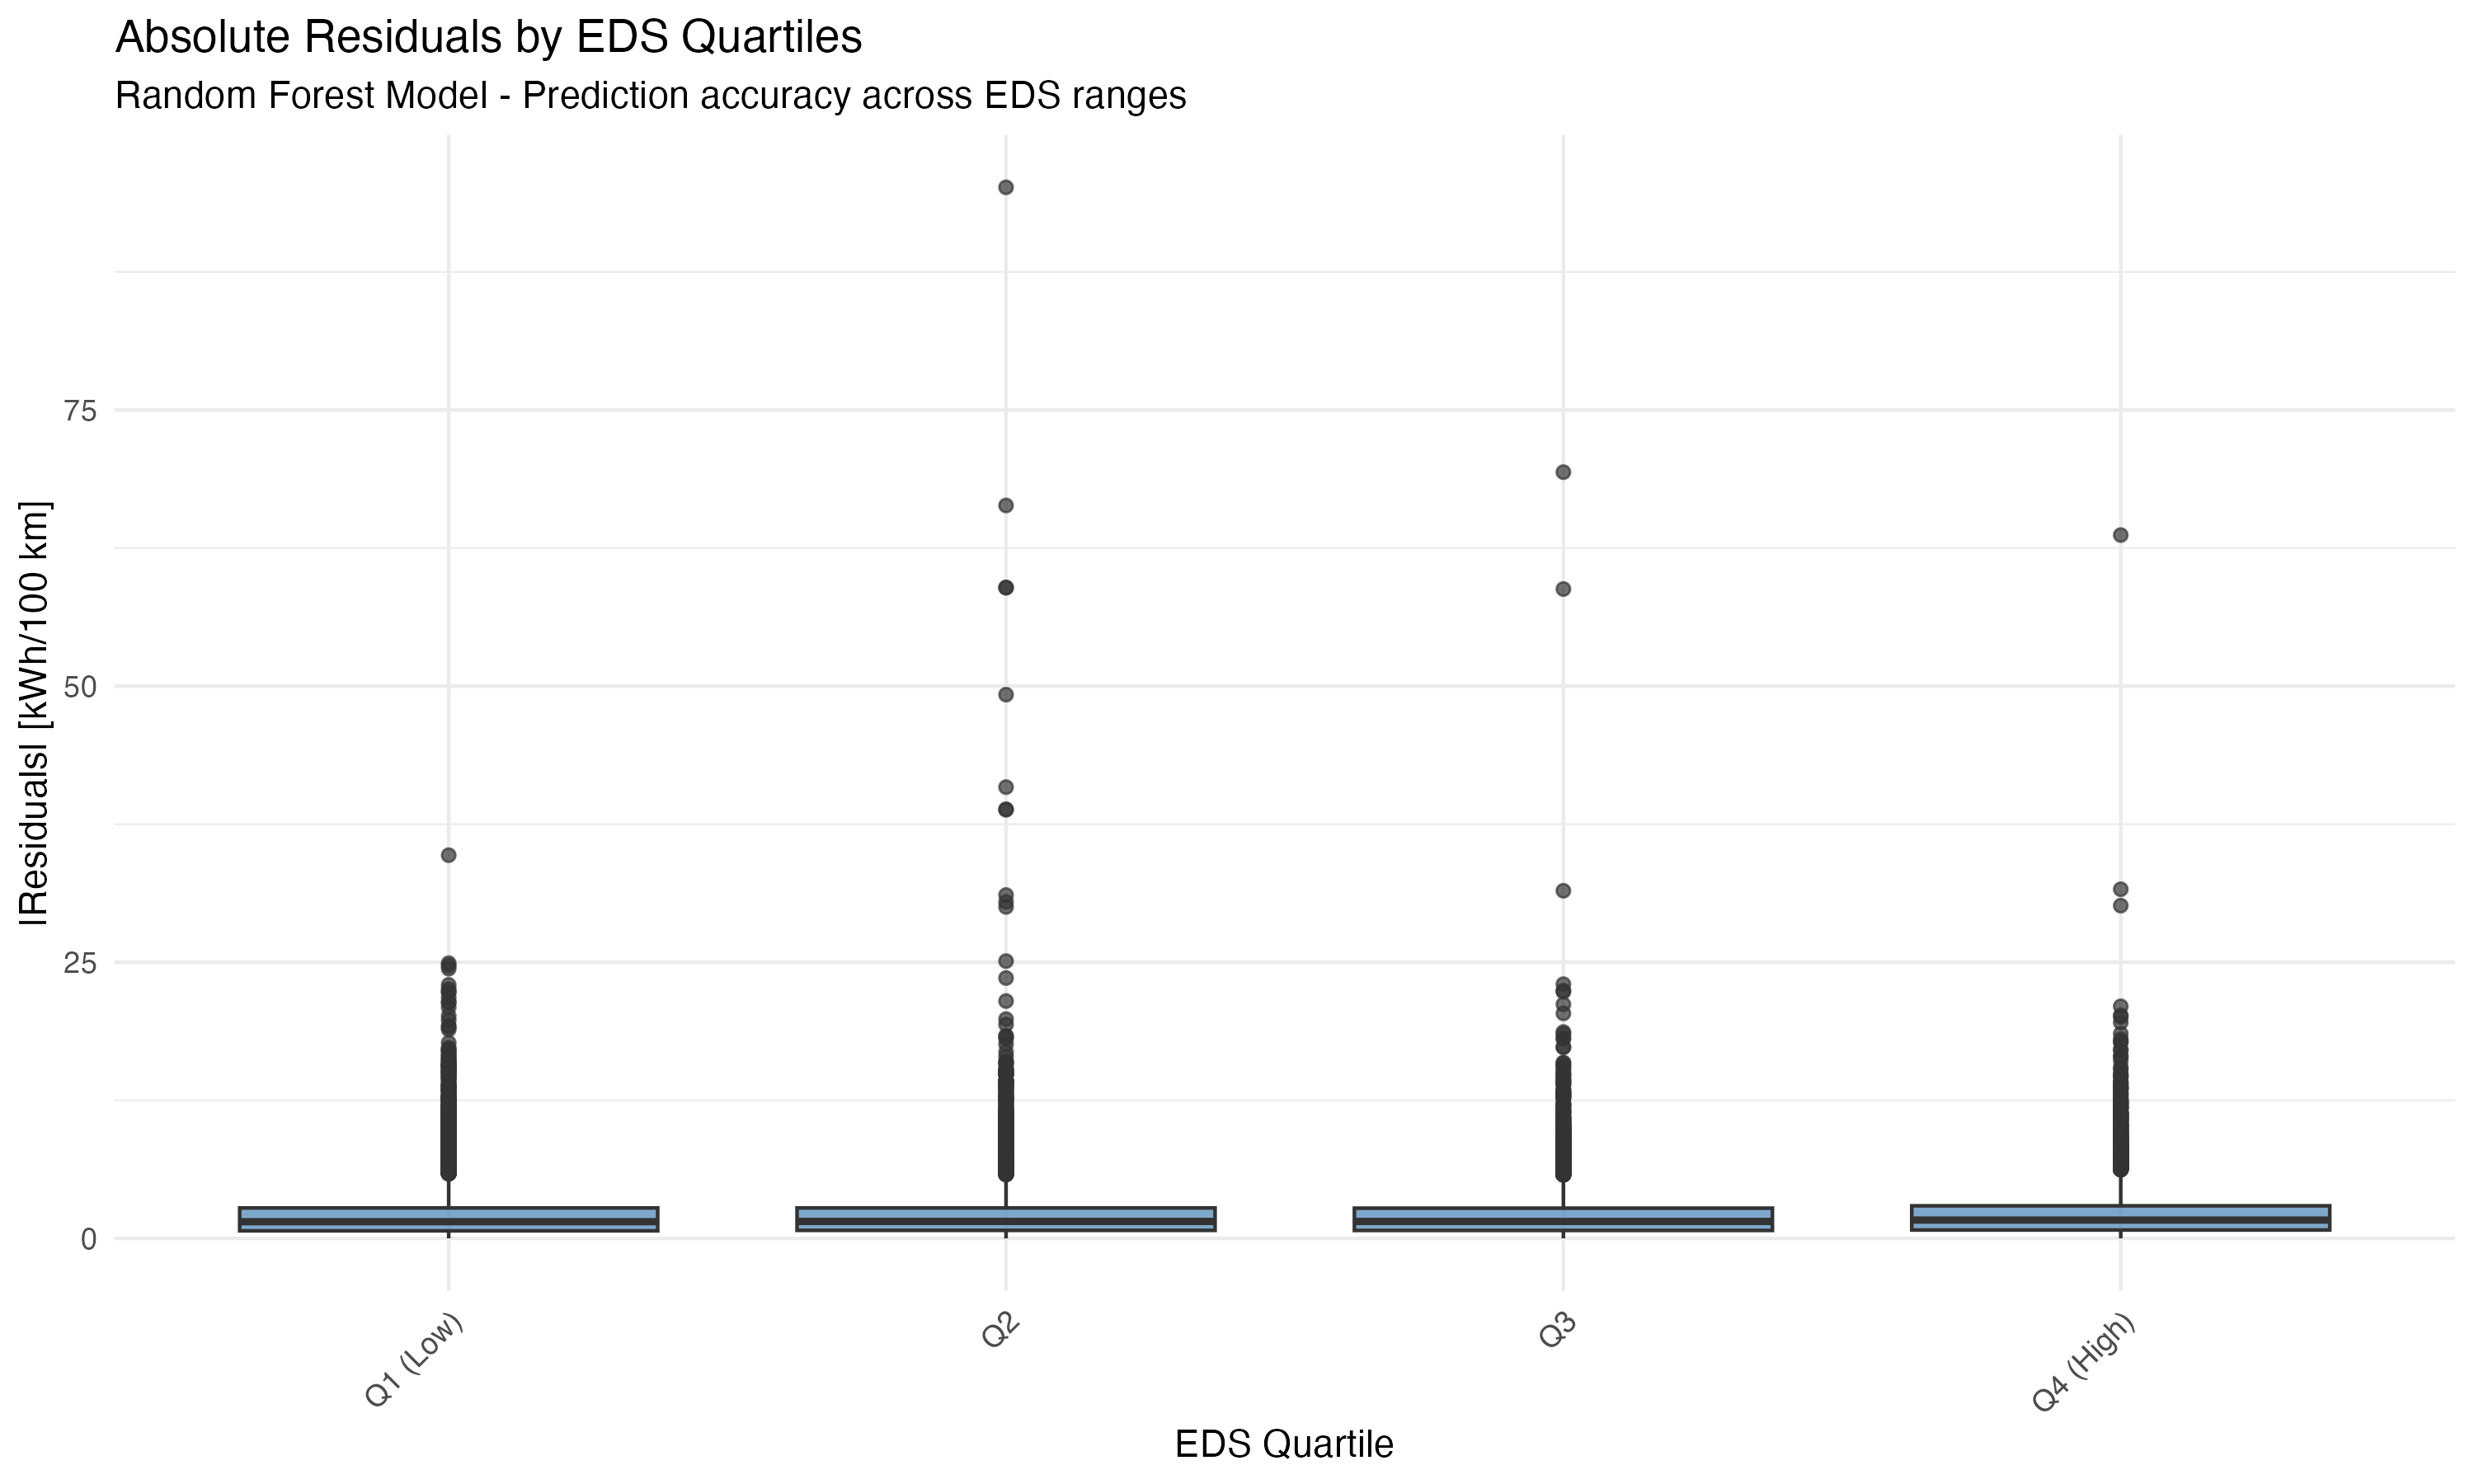 Absolute Residuals by EDS Quartiles
Random Forest Model - Prediction accuracy across EDS ranges
|Residuals| [kWh/100 km]
75
50
25
0
Q1 (Low)
Q2
Q3
Q4 (High)
EDS Quartile